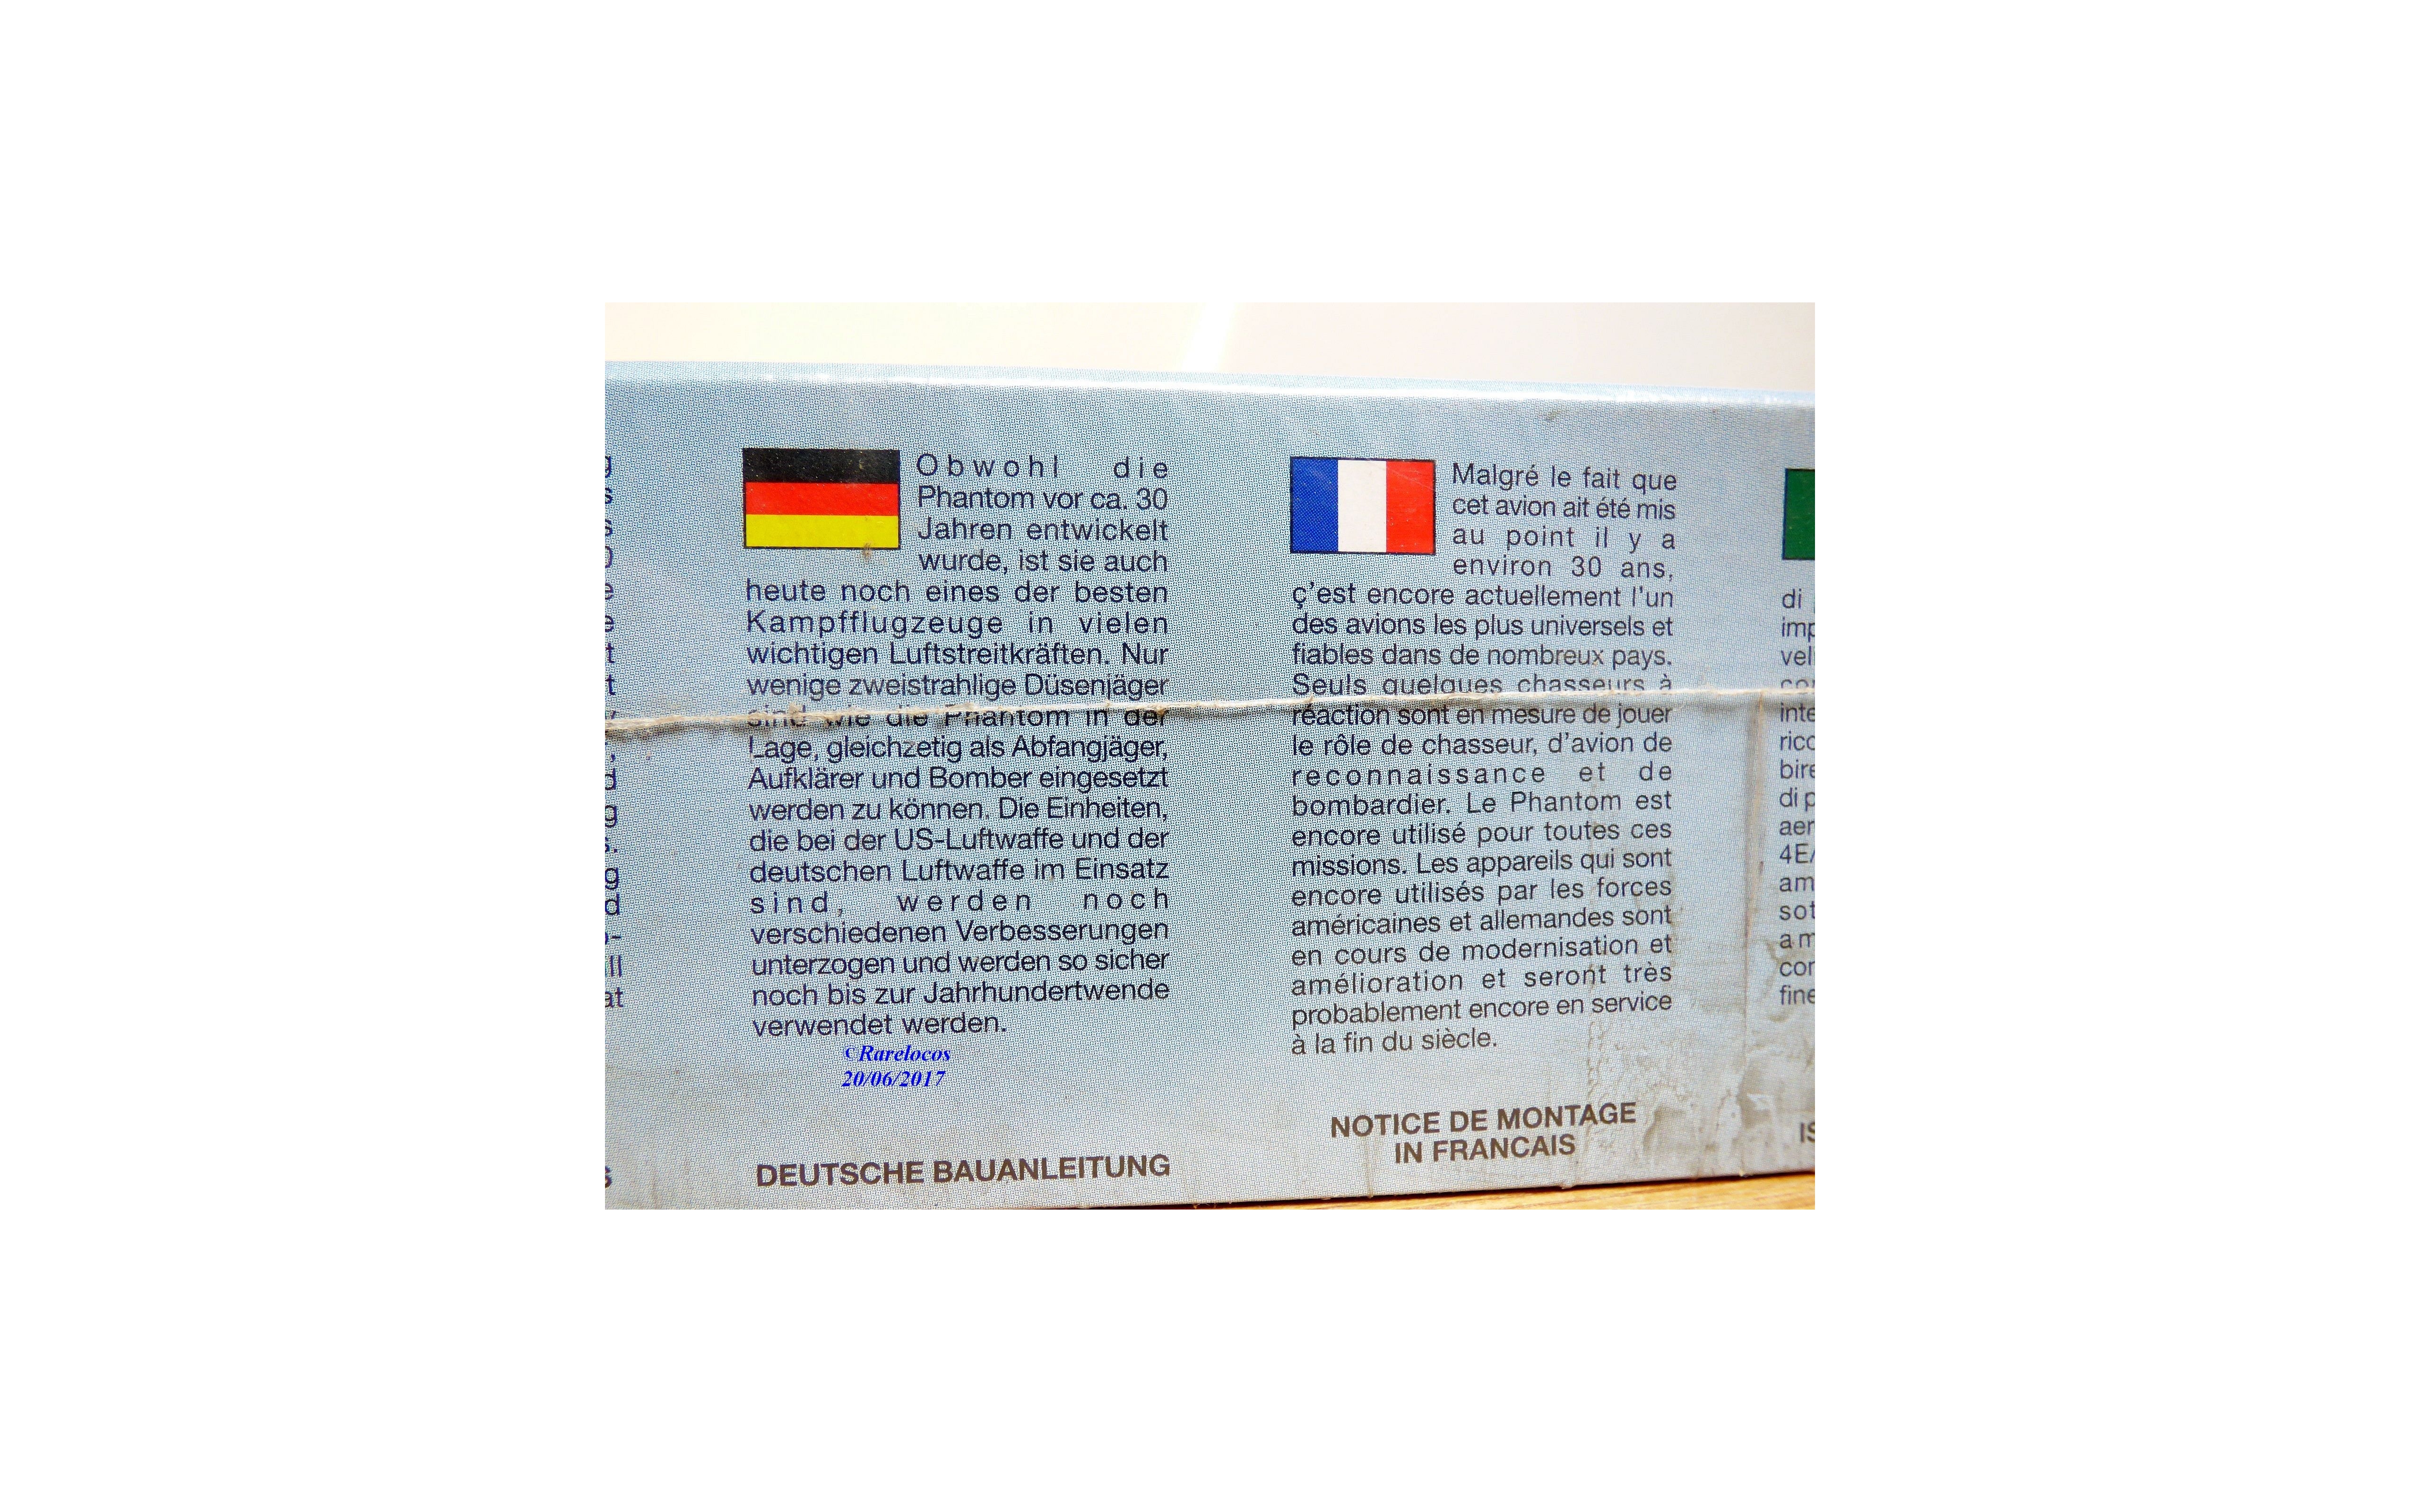 Obwohl die
Phantom vor ca. 30
Jahren entwickelt
wurde, ist sie auch
heute noch eines der besten
Kampfflugzeuge in vielen
wichtigen Luftstreitkräften. Nur
wenige zweistrahlige Düsenjäger
sind wie die Phantom in der
Lage, gleichzetig als Abfangjäger,
Aufklärer und Bomber eingesetzt
werden zu können. Die Einheiten,
die bei der US-Luftwaffe und der
deutschen Luftwaffe im Einsatz
sind, werden noch
verschiedenen Verbesserungen
unterzogen und werden so sicher
noch bis zur Jahrhundertwende
verwendet werden.
©Rarelocos
20/06/2017
DEUTSCHE BAUANLEITUNG
Malgré le fait que
cet avion ait été mis
au point il y a
environ 30 ans,
ç'est encore actuellement l'un
des avions les plus universels et
fiables dans de nombreux pays.
Seuls quelques chasseurs à
réaction sont en mesure de jouer
le rôle de chasseur, d'avion de
reconnaissance et de
bombardier. Le Phantom est
encore utilisé pour toutes ces
missions. Les appareils qui sont
encore utilisés par les forces
américaines et allemandes sont
en cours de modernisation et
amélioration et seront très
probablement encore en service
à la fin du siècle.
NOTICE DE MONTAGE
IN FRANCAIS
di